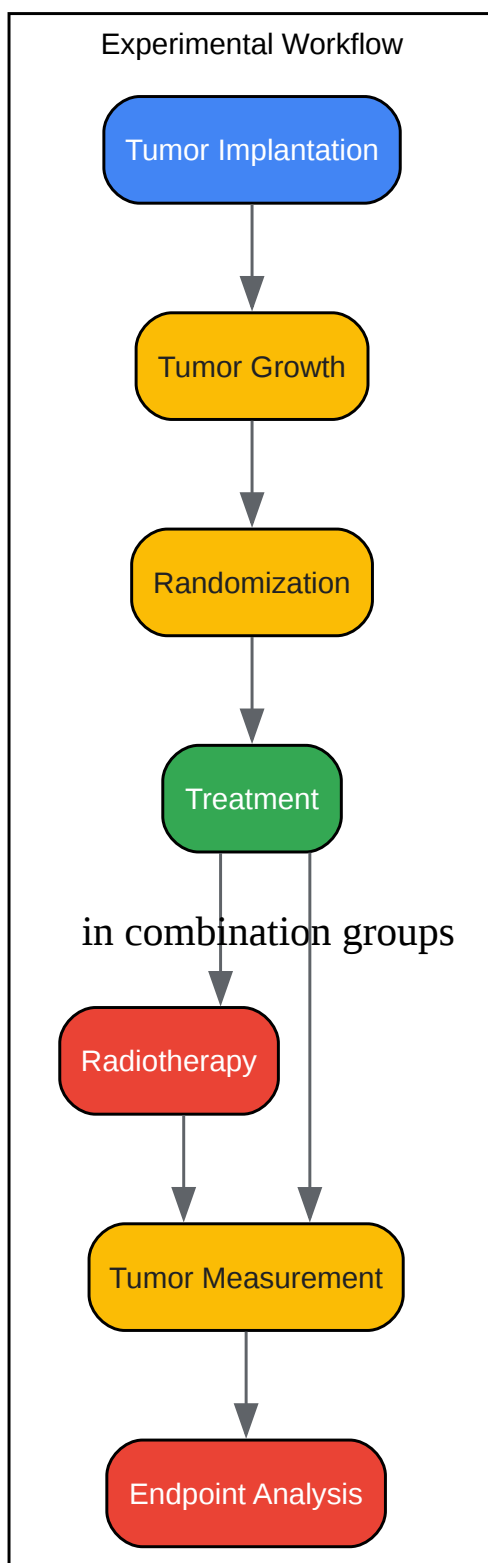 Experimental Workflow
Tumor Implantation
Tumor Growth
Randomization
Treatment
in combination groups
Radiotherapy
Tumor Measurement
Endpoint Analysis